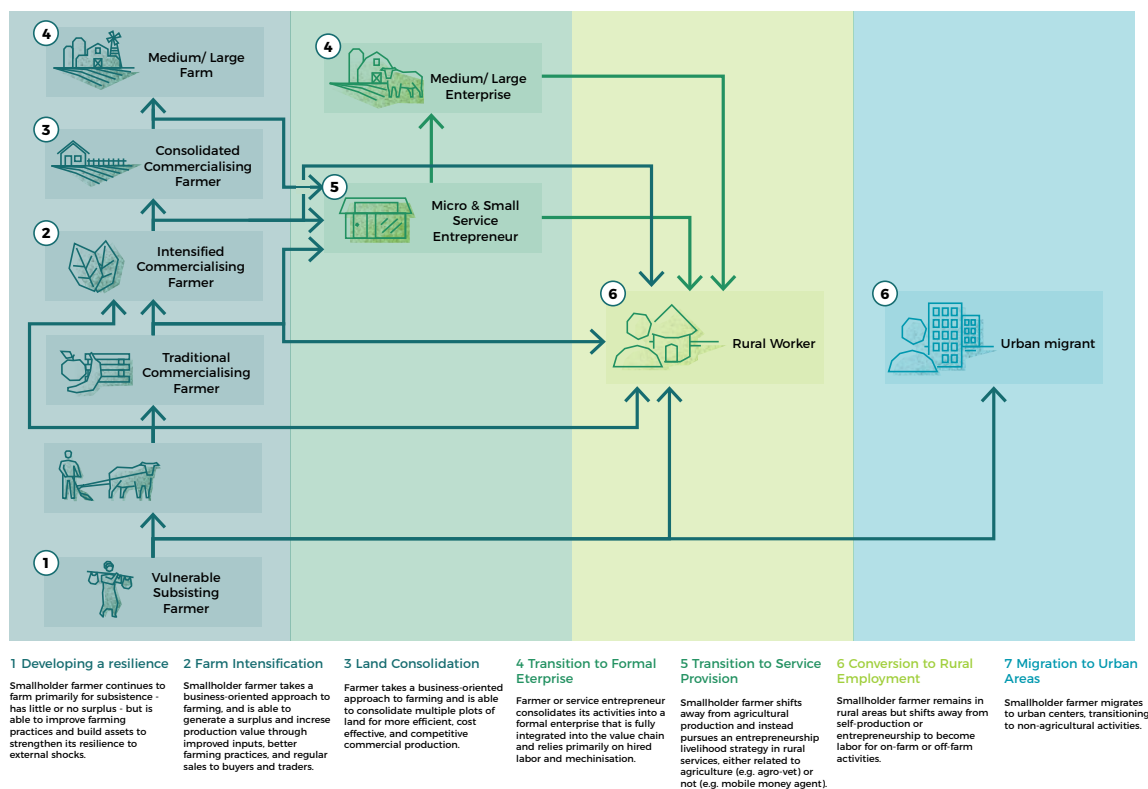 4
Medium/ Large
Farm
3
Consolidated
Commercialising
Farmer
2
Intensified
Commercialising
Farmer
Traditional
Commercialising
Farmer
1
Vulnerable
Subsisting
Farmer
4
Medium/ Large
Enterprise
5
Micro & Small
Service
Entrepreneur
6
Rural Worker
6
Urban migrant
1 Developing a resilience
Smallholder farmer continues to
farm primarily for subsistence -
has little or no surplus - but is
able to improve farming
practices and build assets to
strengthen its resilience to
external shocks.
2 Farm Intensification
Smallholder farmer takes a
business-oriented approach to
farming, and is able to
generate a surplus and increse
production value through
improved inputs, better
farming practices, and regular
sales to buyers and traders.
3 Land Consolidation
Farmer takes a business-oriented
approach to farming and is able
to consolidate multiple plots of
land for more efficient, cost
effective, and competitive
commercial production.
4 Transition to Formal
Eterprise
Farmer or service entrepreneur
consolidates its activities into a
formal enterprise that is fully
integrated into the value chain
and relies primarily on hired
labor and mechinisation.
5 Transition to Service
Provision
Smallholder farmer shifts
away from agricultural
production and instead
pursues an entrepreneurship
livelihood strategy in rural
services, either related to
agriculture (e.g. agro-vet) or
not (e.g. mobile money agent).
6 Conversion to Rural
Employment
Smallholder farmer remains in
rural areas but shifts away from
self-production or
entrepreneurship to become
labor for on-farm or off-farm
activities.
7 Migration to Urban
Areas
Smallholder farmer migrates
to urban centers, transitioning
to non-agricultural activities.